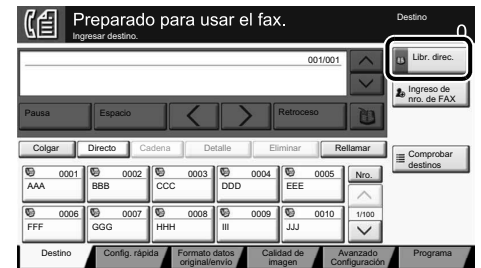 Preparado para usar el fax.
Ingresar destino.
Destino
0
001/001
Libr. direc.
Ingreso de
nro. de FAX
Pausa
Espacio
Retroceso
Colgar
Directo
Cadena
Detalle
Eliminar
Rellamar
Comprobar
destinos
0001
AAA
0002
BBB
0003
CCC
0004
DDD
0005
EEE
Nro.
0006
FFF
0007
GGG
0008
HHH
0009
III
0010
JJJ
1/100
Destino
Config. rápida
Formato datos
original/envío
Calidad de
imagen
Avanzado
Configuración
Programa